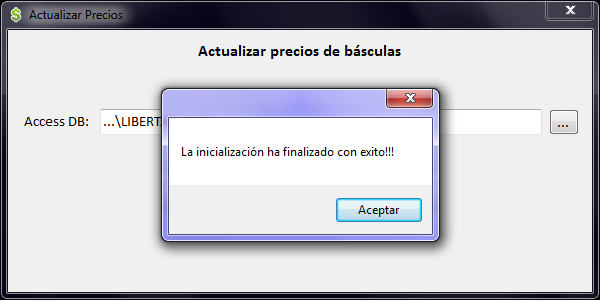 Actualizar Precios
Actualizar precios de básculas
Access DB: ...\LIBERT ...
La inicialización ha finalizado con exito!!!
Aceptar